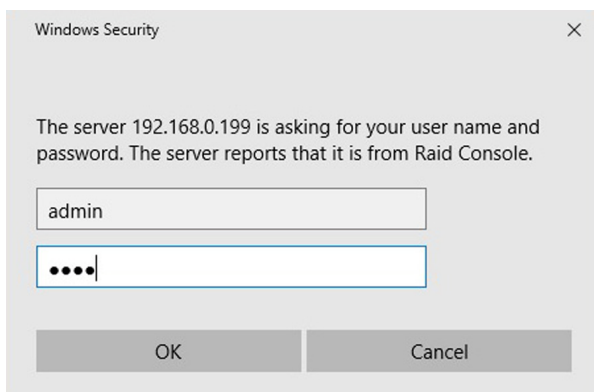 Windows Security
The server 192.168.0.199 is asking for your user name and
password. The server reports that it is from Raid Console.
admin
••••
OK
Cancel